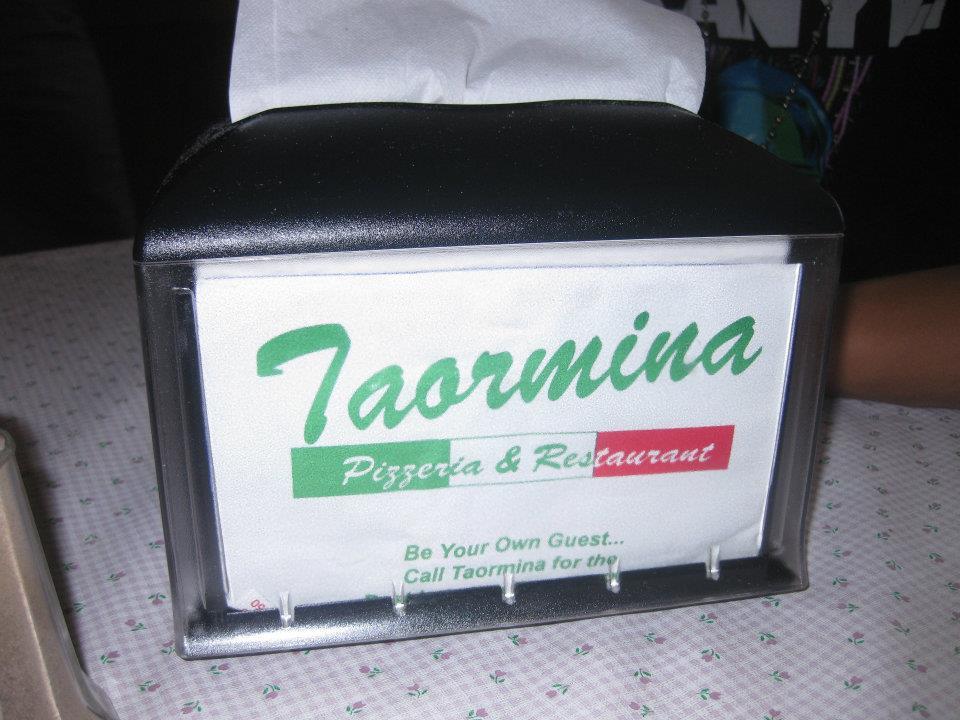 Taormina
Pizzeria & Restaurant
Be Your Own Guest...
Call Taormina for the